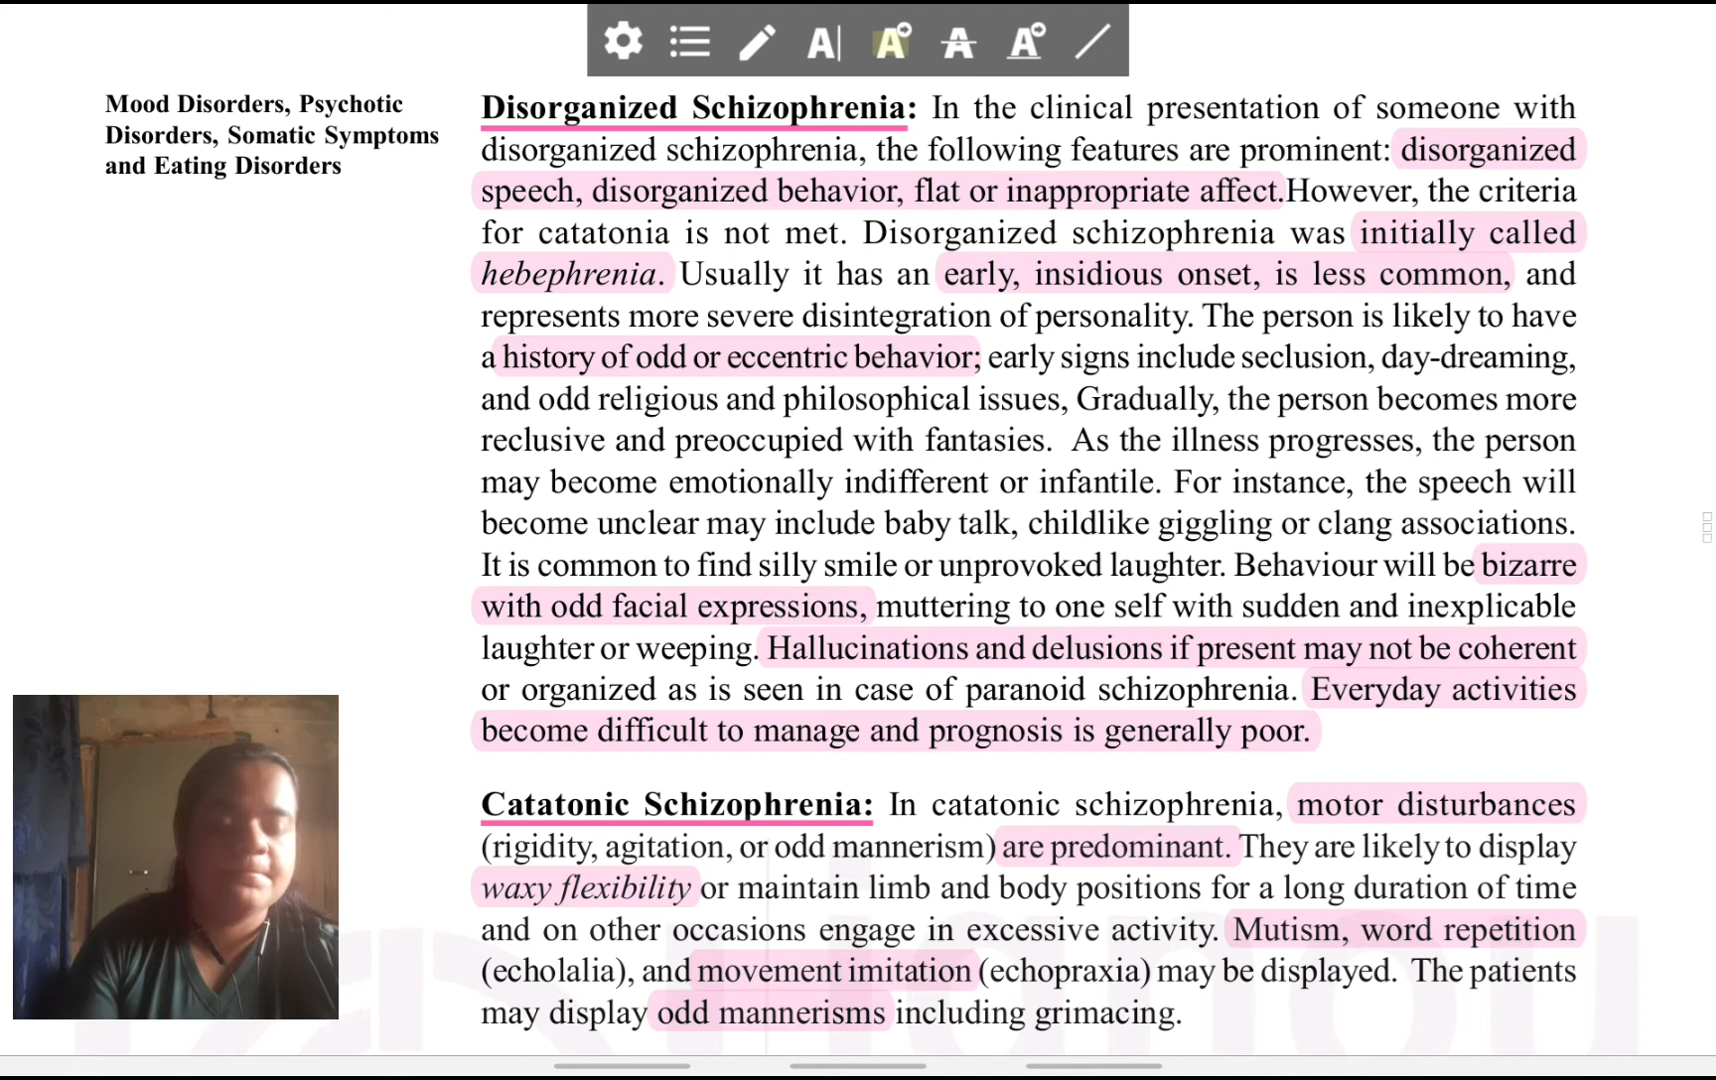 Mood Disorders, Psychotic
Disorders, Somatic Symptoms
and Eating Disorders
Disorganized Schizophrenia: In the clinical presentation of someone with
disorganized schizophrenia, the following features are prominent: disorganized
speech, disorganized behavior, flat or inappropriate affect.However, the criteria
for catatonia is not met. Disorganized schizophrenia was initially called
hebephrenia. Usually it has an early, insidious onset, is less common, and
represents more severe disintegration of personality. The person is likely to have
a history of odd or eccentric behavior; early signs include seclusion, day-dreaming,
and odd religious and philosophical issues, Gradually, the person becomes more
reclusive and preoccupied with fantasies. As the illness progresses, the person
may become emotionally indifferent or infantile. For instance, the speech will
become unclear may include baby talk, childlike giggling or clang associations.
It is common to find silly smile or unprovoked laughter. Behaviour will be bizarre
with odd facial expressions, muttering to one self with sudden and inexplicable
laughter or weeping. Hallucinations and delusions if present may not be coherent
or organized as is seen in case of paranoid schizophrenia. Everyday activities
become difficult to manage and prognosis is generally poor.
Catatonic Schizophrenia: In catatonic schizophrenia, motor disturbances
(rigidity, agitation, or odd mannerism) are predominant. They are likely to display
waxy flexibility or maintain limb and body positions for a long duration of time
and on other occasions engage in excessive activity. Mutism, word repetition
(echolalia), and movement imitation (echopraxia) may be displayed. The patients
may display odd mannerisms including grimacing.